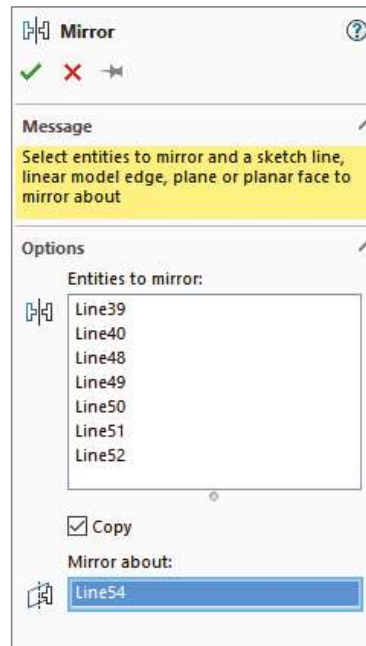 Mirror
Message
Select entities to mirror and a sketch line,
linear model edge, plane or planar face to
mirror about
Options
Entities to mirror:
Line39
Line40
Line48
Line49
Line50
Line51
Line52
Copy
Mirror about:
Line54